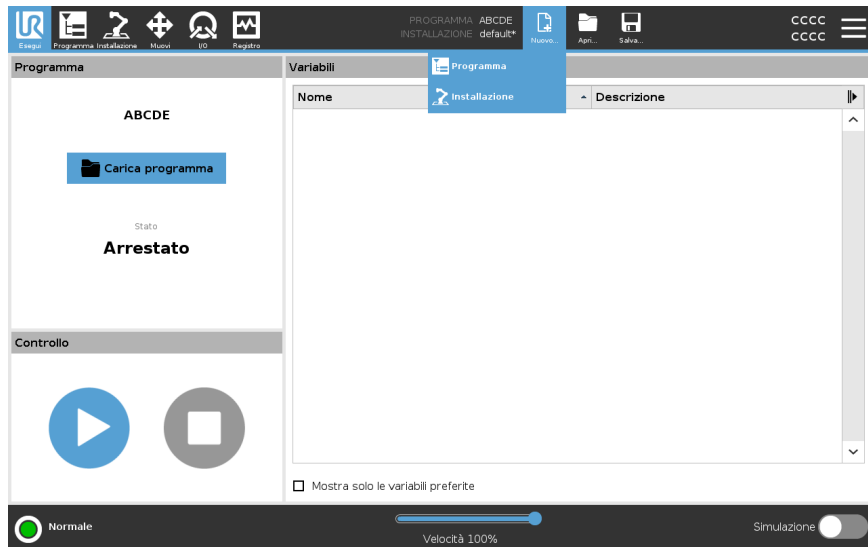 UR
Esegui
Programma
Installazione
Muovi
I/O
Registro
PROGRAMMA ABCDE
INSTALLAZIONE default*
Nuovo...
Apri...
Salva...
CCCC
CCCC
Programma
Installazione
Programma
ABCDE
Carica programma
Stato
Arrestato
Controllo
Variabili
Nome
Descrizione
Mostra solo le variabili preferite
Normale
Velocità 100%
Simulazione